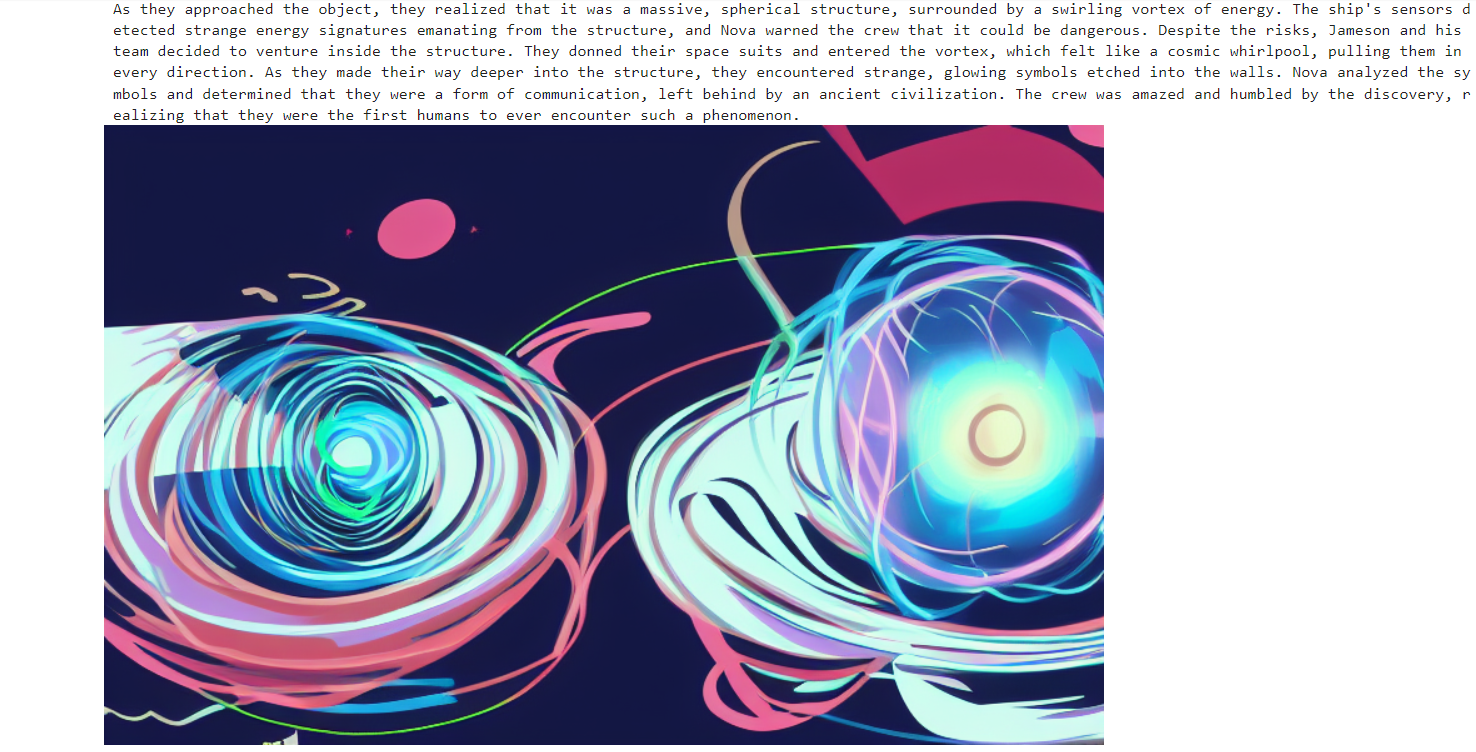 As they approached the object, they realized that it was a massive, spherical structure, surrounded by a swirling vortex of energy. The ship's sensors d
etected strange energy signatures emanating from the structure, and Nova warned the crew that it could be dangerous. Despite the risks, Jameson and his
team decided to venture inside the structure. They donned their space suits and entered the vortex, which felt like a cosmic whirlpool, pulling them in
every direction. As they made their way deeper into the structure, they encountered strange, glowing symbols etched into the walls. Nova analyzed the sy
mbols and determined that they were a form of communication, left behind by an ancient civilization. The crew was amazed and humbled by the discovery, r
ealizing that they were the first humans to ever encounter such a phenomenon.